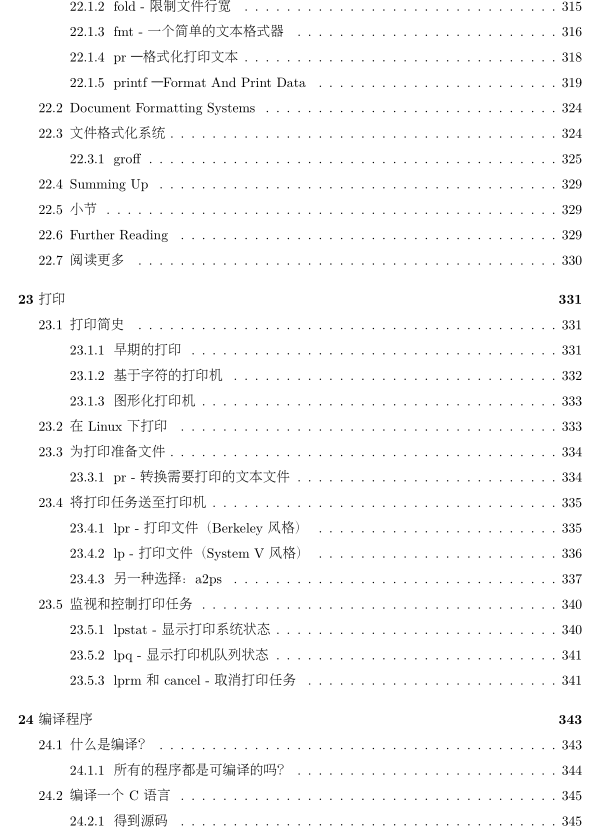 22.1.2 fold - 限制文件行宽 . . . . . . . . . . . . . . . . . . . . . . . . . . . . . . 315
22.1.3 fmt - 一个简单的文本格式器 . . . . . . . . . . . . . . . . . . . . . . . . . 316
22.1.4 pr —格式化打印文本 . . . . . . . . . . . . . . . . . . . . . . . . . . . . . . 318
22.1.5 printf —Format And Print Data . . . . . . . . . . . . . . . . . . . . . . . 319
22.2 Document Formatting Systems . . . . . . . . . . . . . . . . . . . . . . . . . . . . 324
22.3 文件格式化系统 . . . . . . . . . . . . . . . . . . . . . . . . . . . . . . . . . . . . . 324
22.3.1 groff . . . . . . . . . . . . . . . . . . . . . . . . . . . . . . . . . . . . . . . 325
22.4 Summing Up . . . . . . . . . . . . . . . . . . . . . . . . . . . . . . . . . . . . . . 329
22.5 小节 . . . . . . . . . . . . . . . . . . . . . . . . . . . . . . . . . . . . . . . . . . . 329
22.6 Further Reading . . . . . . . . . . . . . . . . . . . . . . . . . . . . . . . . . . . . 329
22.7 阅读更多 . . . . . . . . . . . . . . . . . . . . . . . . . . . . . . . . . . . . . . . . 330
23 打印 331
23.1 打印简史 . . . . . . . . . . . . . . . . . . . . . . . . . . . . . . . . . . . . . . . . 331
23.1.1 早期的打印 . . . . . . . . . . . . . . . . . . . . . . . . . . . . . . . . . . . 331
23.1.2 基于字符的打印机 . . . . . . . . . . . . . . . . . . . . . . . . . . . . . . . 332
23.1.3 图形化打印机 . . . . . . . . . . . . . . . . . . . . . . . . . . . . . . . . . . 333
23.2 在 Linux 下打印 . . . . . . . . . . . . . . . . . . . . . . . . . . . . . . . . . . . . 333
23.3 为打印准备文件 . . . . . . . . . . . . . . . . . . . . . . . . . . . . . . . . . . . . . 334
23.3.1 pr - 转换需要打印的文本文件 . . . . . . . . . . . . . . . . . . . . . . . . . 334
23.4 将打印任务送至打印机 . . . . . . . . . . . . . . . . . . . . . . . . . . . . . . . . . 335
23.4.1 lpr - 打印文件（Berkeley 风格） . . . . . . . . . . . . . . . . . . . . . . . 335
23.4.2 lp - 打印文件（System V 风格） . . . . . . . . . . . . . . . . . . . . . . . 336
23.4.3 另一种选择：a2ps . . . . . . . . . . . . . . . . . . . . . . . . . . . . . . . 337
23.5 监视和控制打印任务 . . . . . . . . . . . . . . . . . . . . . . . . . . . . . . . . . . 340
23.5.1 lpstat - 显示打印系统状态 . . . . . . . . . . . . . . . . . . . . . . . . . . . 340
23.5.2 lpq - 显示打印机队列状态 . . . . . . . . . . . . . . . . . . . . . . . . . . . 341
23.5.3 lprm 和 cancel - 取消打印任务 . . . . . . . . . . . . . . . . . . . . . . . . 341
24 编译程序 343
24.1 什么是编译？ . . . . . . . . . . . . . . . . . . . . . . . . . . . . . . . . . . . . . . 343
24.1.1 所有的程序都是可编译的吗？ . . . . . . . . . . . . . . . . . . . . . . . . . 344
24.2 编译一个 C 语言 . . . . . . . . . . . . . . . . . . . . . . . . . . . . . . . . . . . . 345
24.2.1 得到源码 . . . . . . . . . . . . . . . . . . . . . . . . . . . . . . . . . . . . 345